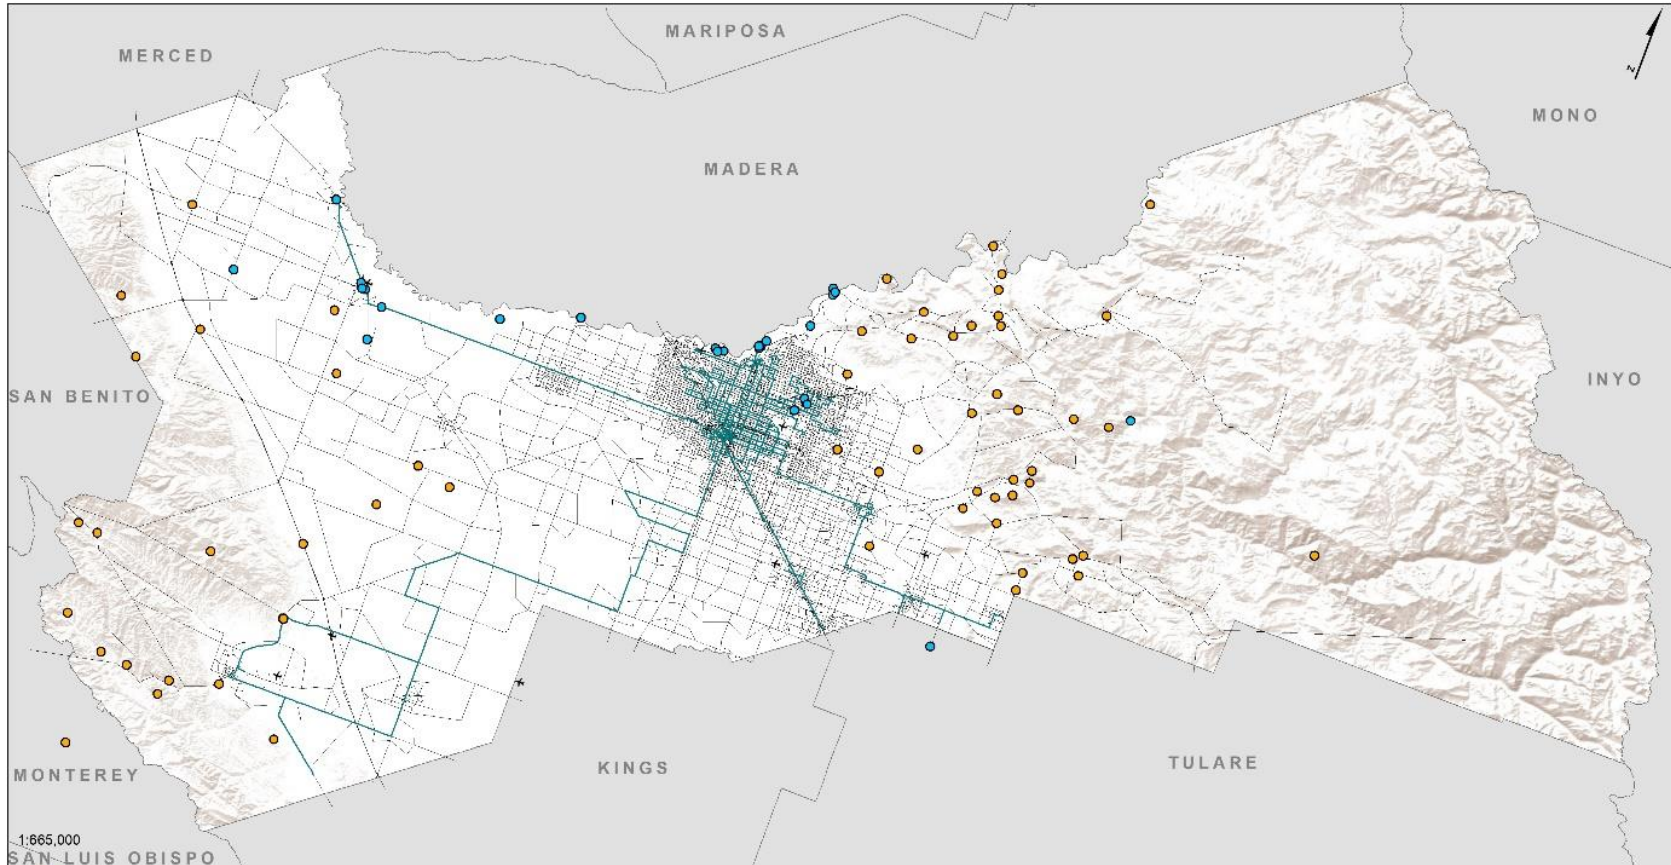 MARIPOSA
MERCED
MONO
MADERA
INYO
SAN BENITO
TULARE
KINGS
MONTEREY
1:665,000
SAN LUIS OBISPO
N